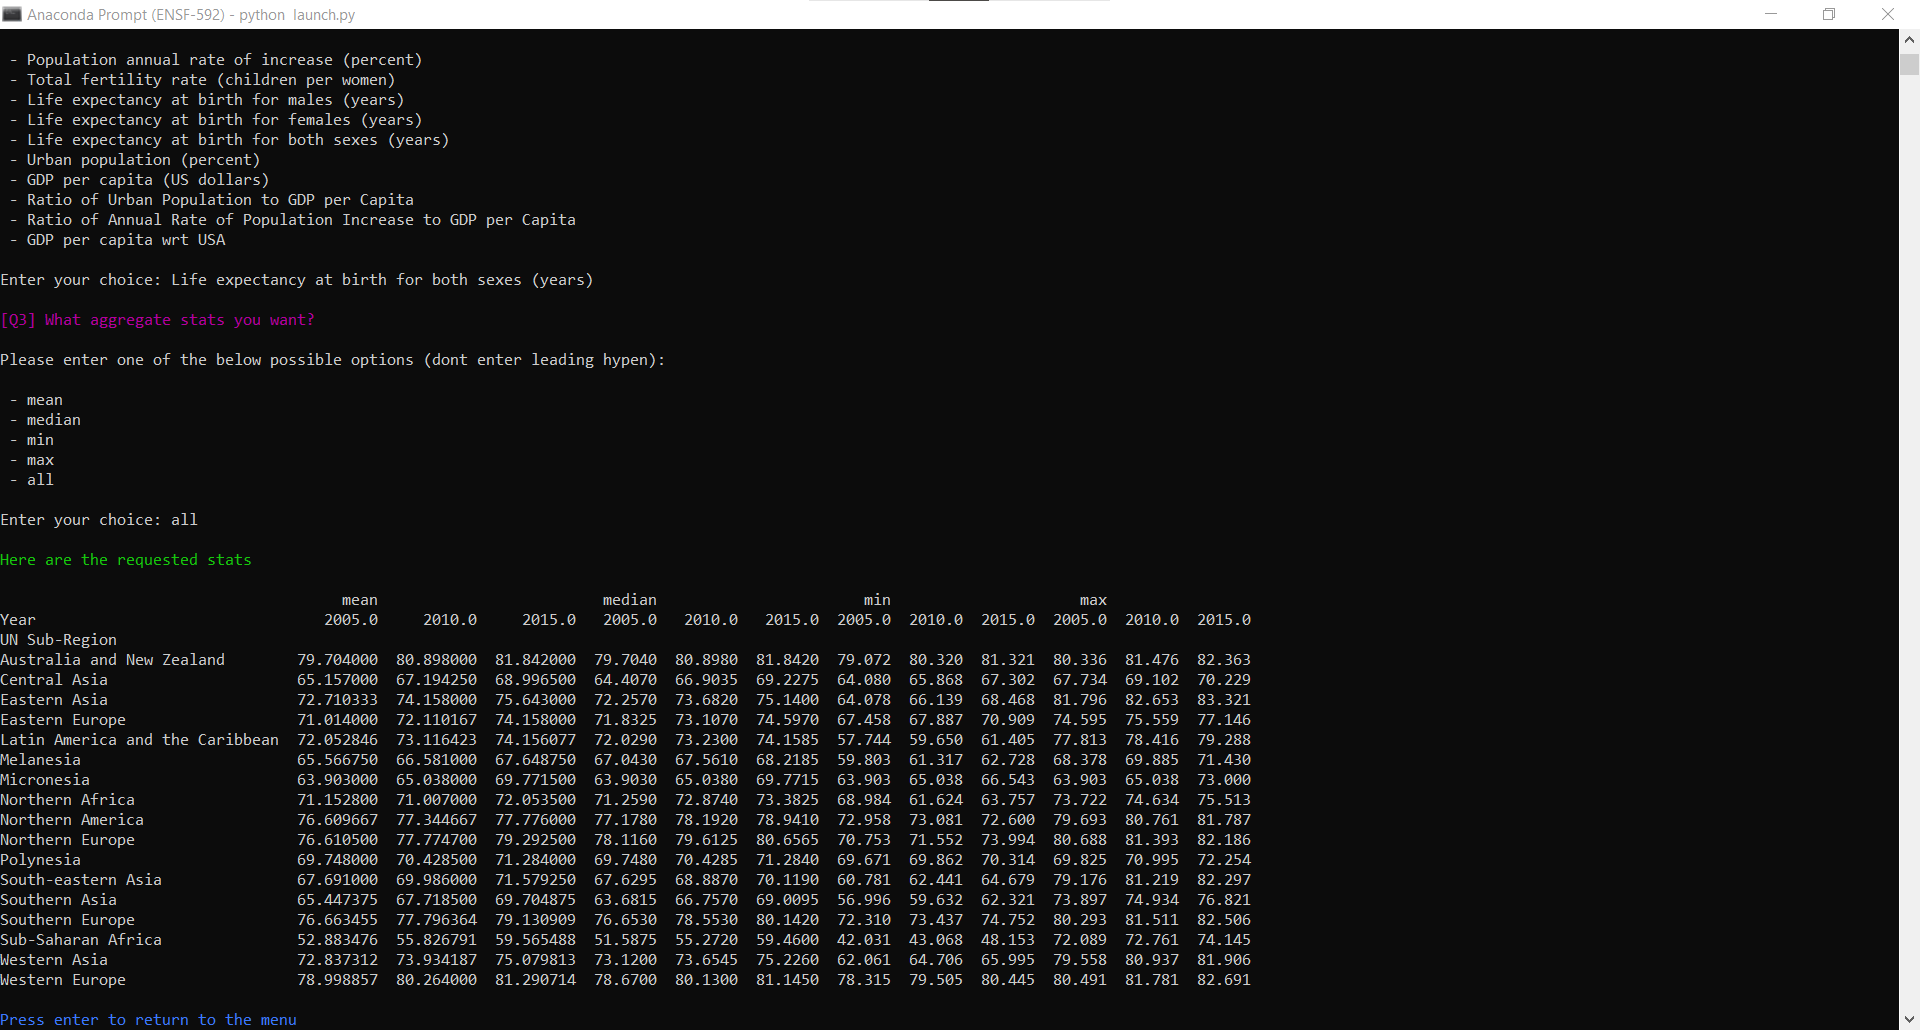 Anaconda Prompt (ENSF-592) - python  launch.py
 - Population annual rate of increase (percent)
 - Total fertility rate (children per women)
 - Life expectancy at birth for males (years)
 - Life expectancy at birth for females (years)
 - Life expectancy at birth for both sexes (years)
 - Urban population (percent)
 - GDP per capita (US dollars)
 - Ratio of Urban Population to GDP per Capita
 - Ratio of Annual Rate of Population Increase to GDP per Capita
 - GDP per capita wrt USA
Enter your choice: Life expectancy at birth for both sexes (years)
[Q3] What aggregate stats you want?
Please enter one of the below possible options (dont enter leading hypen):
 - mean
 - median
 - min
 - max
 - all
Enter your choice: all
Here are the requested stats
mean median min max
Year 2005.0 2010.0 2015.0 2005.0 2010.0 2015.0 2005.0 2010.0 2015.0 2005.0 2010.0 2015.0
UN Sub-Region
Australia and New Zealand 79.704000 80.898000 81.842000 79.7040 80.8980 81.8420 79.072 80.320 81.321 80.336 81.476 82.363
Central Asia 65.157000 67.194250 68.996500 64.4070 66.9035 69.2275 64.080 65.868 67.302 67.734 69.102 70.229
Eastern Asia 72.710333 74.158000 75.643000 72.2570 73.6820 75.1400 64.078 66.139 68.468 81.796 82.653 83.321
Eastern Europe 71.014000 72.110167 74.158000 71.8325 73.1070 74.5970 67.458 67.887 70.909 74.595 75.559 77.146
Latin America and the Caribbean 72.052846 73.116423 74.156077 72.0290 73.2300 74.1585 57.744 59.650 61.405 77.813 78.416 79.288
Melanesia 65.566750 66.581000 67.648750 67.0430 67.5610 68.2185 59.803 61.317 62.728 68.378 69.885 71.430
Micronesia 63.903000 65.038000 69.771500 63.9030 65.0380 69.7715 63.903 65.038 66.543 63.903 65.038 73.000
Northern Africa 71.152800 71.007000 72.053500 71.2590 72.8740 73.3825 68.984 61.624 63.757 73.722 74.634 75.513
Northern America 76.609667 77.344667 77.776000 77.1780 78.1920 78.9410 72.958 73.081 72.600 79.693 80.761 81.787
Northern Europe 76.610500 77.774700 79.292500 78.1160 79.6125 80.6565 70.753 71.552 73.994 80.688 81.393 82.186
Polynesia 69.748000 70.428500 71.284000 69.7480 70.4285 71.2840 69.671 69.862 70.314 69.825 70.995 72.254
South-eastern Asia 67.691000 69.986000 71.579250 67.6295 68.8870 70.1190 60.781 62.441 64.679 79.176 81.219 82.297
Southern Asia 65.447375 67.718500 69.704875 63.6815 66.7570 69.0095 56.996 59.632 62.321 73.897 74.934 76.821
Southern Europe 76.663455 77.796364 79.130909 76.6530 78.5530 80.1420 72.310 73.437 74.752 80.293 81.511 82.506
Sub-Saharan Africa 52.883476 55.826791 59.565488 51.5875 55.2720 59.4600 42.031 43.068 48.153 72.089 72.761 74.145
Western Asia 72.837312 73.934187 75.079813 73.1200 73.6545 75.2260 62.061 64.706 65.995 79.558 80.937 81.906
Western Europe 78.998857 80.264000 81.290714 78.6700 80.1300 81.1450 78.315 79.505 80.445 80.491 81.781 82.691
Press enter to return to the menu